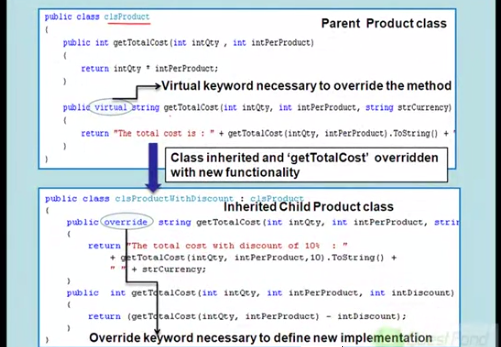 public class clsProduct
Parent Product class
{
public int getTotalCost(int intQty , int intPerProduct)
{
return intQty * intPerProduct;
}
Virtual keyword necessary to override the method
public virtual string getTotalCost(int intQty, int intPerProduct, string strCurrency)
{
return "The total cost is : " + getTotalCost(intQty, intPerProduct).ToString() + "
}
}
Class inherited and 'getTotalCost' overridden
with new functionality
public class clsProductWithDiscount : clsProduct
{
Inherited Child Product class
public override string getTotalCost(int intQty, int intPerProduct, strin
{
return "The total cost with discount of 10% : "
+ getTotalCost(intQty, intPerProduct,10).ToString() +
" " + strCurrency;
}
public int getTotalCost(int intQty, int intPerProduct, int intDiscount)
{
return (getTotalCost(intQty, intPerProduct) - intDiscount);
}
}
Override keyword necessary to define new implementation